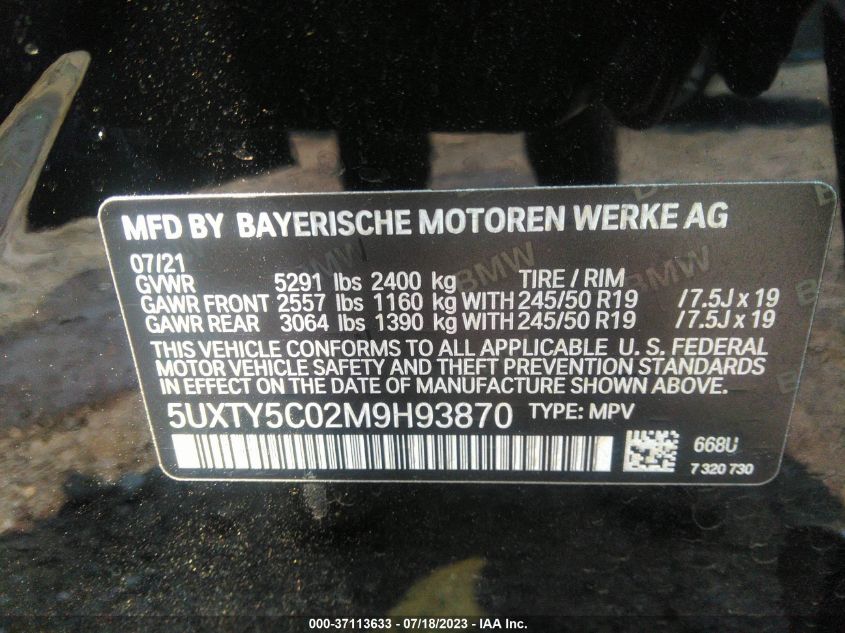 MFD BY BAYERISCHE MOTOREN WERKE AG
07/21
GVWR 5291 lbs 2400 kg TIRE / RIM
GAWR FRONT 2557 lbs 1160 kg WITH 245/50 R19 / 7.5J x 19
GAWR REAR 3064 lbs 1390 kg WITH 245/50 R19 / 7.5J x 19
THIS VEHICLE CONFORMS TO ALL APPLICABLE U. S. FEDERAL
MOTOR VEHICLE SAFETY AND THEFT PREVENTION STANDARDS
IN EFFECT ON THE DATE OF MANUFACTURE SHOWN ABOVE.
5UXTY5C02M9H93870 TYPE: MPV
668U
7 320 730
BMW
BMW
000-37113633 - 07/18/2023 - IAA Inc.